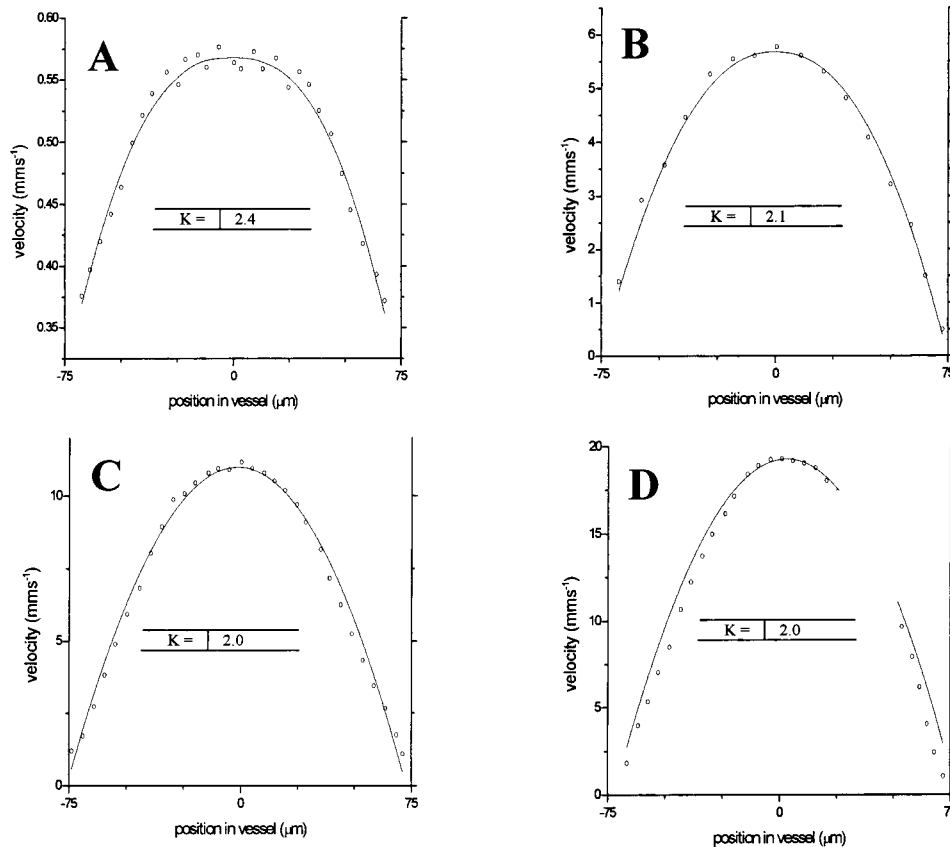 A
0.60
0.55
0.50
0.45
0.40
0.35
velocity (mms⁻¹)
K = 2.4
-75 0 75
position in vessel (μm)
B
6
5
4
3
2
1
0
velocity (mms⁻¹)
K = 2.1
-75 0 75
position in vessel (μm)
C
10
5
0
velocity (mms⁻¹)
K = 2.0
-75 0 75
position in vessel (μm)
D
20
15
10
5
0
velocity (mms⁻¹)
K = 2.0
-75 0 7
position in vessel (μm)